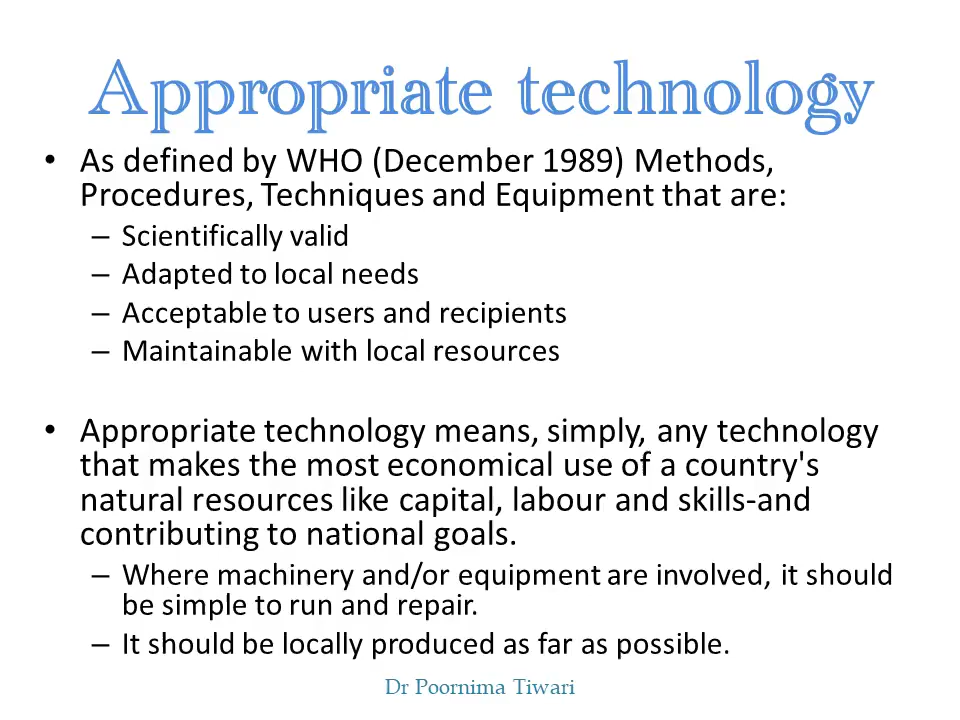 Appropriate technology
• As defined by WHO (December 1989) Methods,
Procedures, Techniques and Equipment that are:
– Scientifically valid
– Adapted to local needs
– Acceptable to users and recipients
– Maintainable with local resources
• Appropriate technology means, simply, any technology
that makes the most economical use of a country's
natural resources like capital, labour and skills-and
contributing to national goals.
– Where machinery and/or equipment are involved, it should
be simple to run and repair.
– It should be locally produced as far as possible.
Dr Poornima Tiwari